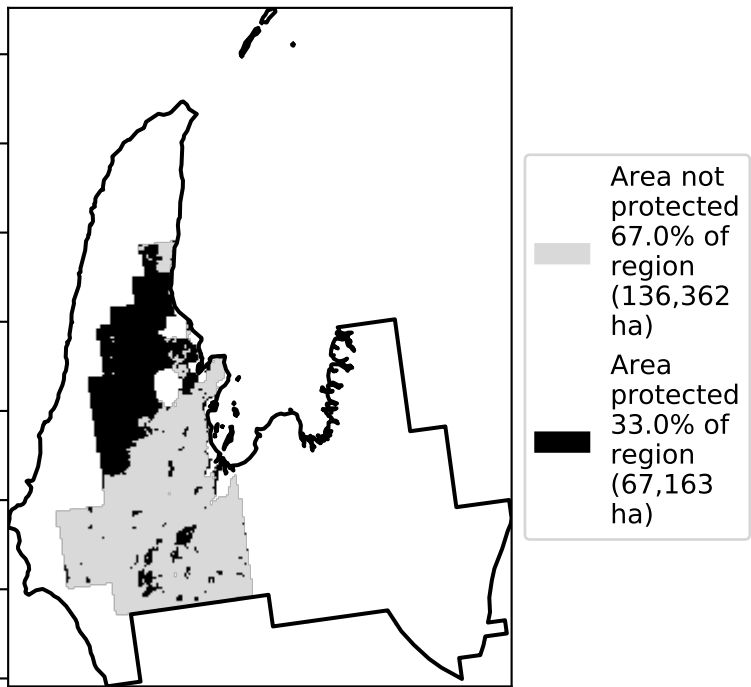 Area not
protected
67.0% of
region
(136,362
ha)
Area
protected
33.0% of
region
(67,163
ha)